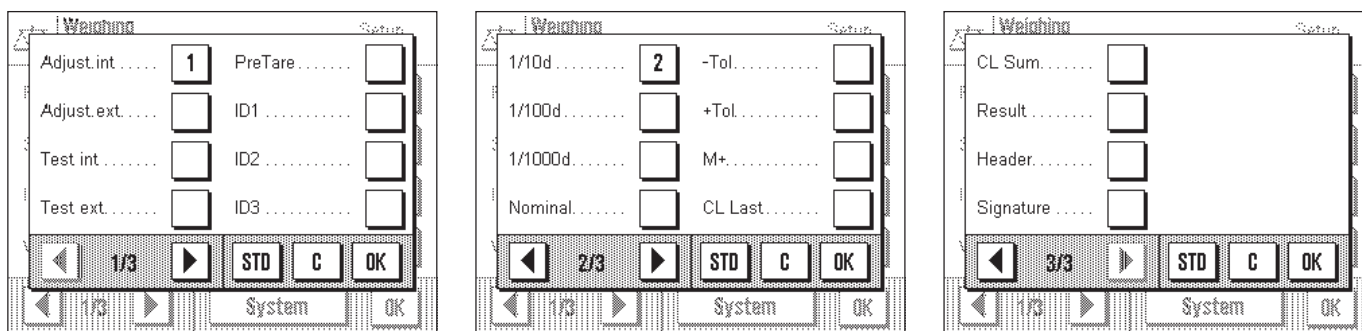 Weighing Setup
Adjust.int ..... 1 PreTare.......
Adjust.ext..... ID1 ...........
Test int ....... ID2 ...........
Test ext....... ID3 ...........
1/3 STD C OK
1/3 System OK
Weighing Setup
1/10d......... 2 -Tol...........
1/100d........ +Tol...........
1/1000d....... M+............
Nominal....... CL Last.......
2/3 STD C OK
1/3 System OK
Weighing Setup
CL Sum.......
Result ........
Header........
Signature .....
3/3 STD C OK
1/3 System OK